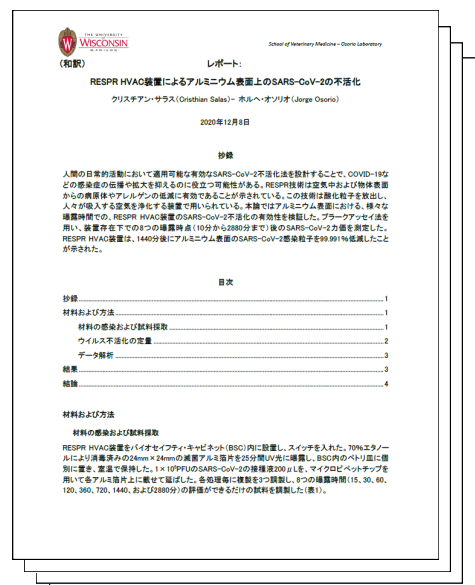 THE UNIVERSITY
WISCONSIN
MADISON
School of Veterinary Medicine – Osorio Laboratory
(和訳)
レポート:
RESPR HVAC装置によるアルミニウム表面上のSARS-CoV-2の不活化
クリスチアン・サラス(Cristhian Salas)– ホルヘ・オソリオ(Jorge Osorio)
2020年12月8日
抄録
人間の日常的活動において適用可能な有効なSARS-CoV-2不活化法を設計することで、COVID-19な
どの感染症の伝播や拡大を抑えるのに役立つ可能性がある。RESPR技術は空気中および物体表面
からの病原体やアレルゲンの低減に有効であることが示されている。この技術は酸化粒子を放出し、
人々が吸入する空気を浄化する装置で用いられている。本論ではアルミニウム表面における、様々な
曝露時間での、RESPR HVAC装置のSARS-CoV-2不活化の有効性を検証した。プラークアッセイ法を
用い、装置存在下での8つの曝露時点(10分から2880分まで)後のSARS-CoV-2力価を測定した。
RESPR HVAC装置は、1440分後にアルミニウム表面のSARS-CoV-2感染粒子を99.991%低減したこと
が示された。
目次
抄録 1
材料および方法 1
材料の感染および試料採取 1
ウイルス不活化の定量 2
データ解析 3
結果 3
結論 4
材料および方法
材料の感染および試料採取
RESPR HVAC装置をバイオセイフティ・キャビネット(BSC)内に設置し、スイッチを入れた。70%エタノー
ルにより消毒済みの24mm×24mmの滅菌アルミ箔片を25分間UV光に曝露し、BSC内のペトリ皿に個
別に置き、室温で保持した。1×10⁵PFUのSARS-CoV-2の接種液200μLを、マイクロピペットチップを
用いて各アルミ箔片上に載せて延ばした。各処理毎に複製を3つ調製し、8つの曝露時間(15、30、60、
120、360、720、1440、および2880分)の評価ができるだけの試料を調製した(表1)。